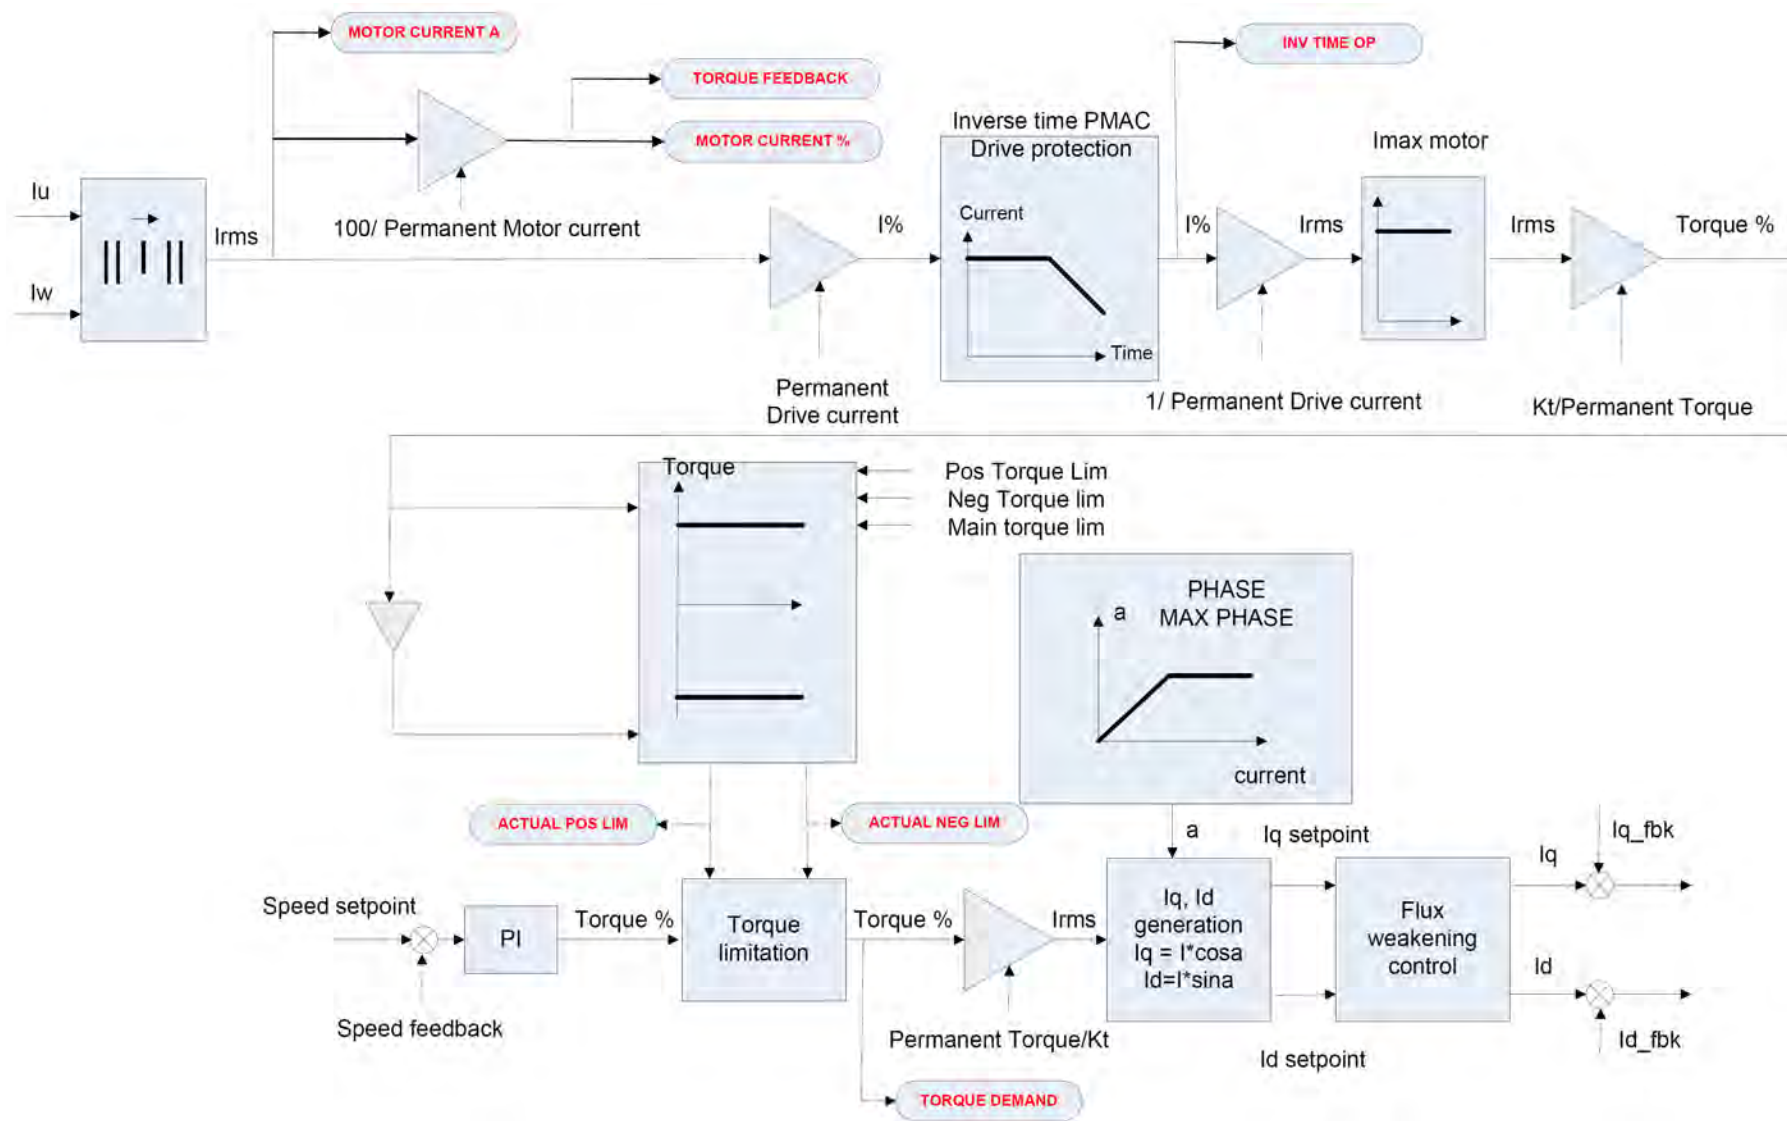 MOTOR CURRENT A
TORQUE FEEDBACK
MOTOR CURRENT %
INV TIME OP
Inverse time PMAC
Drive protection
Imax motor
Iu
Iw
Irms
100/ Permanent Motor current
I%
Current
Time
I%
Irms
Irms
Torque %
Permanent
Drive current
1/ Permanent Drive current
Kt/Permanent Torque
Torque
Pos Torque Lim
Neg Torque lim
Main torque lim
PHASE
MAX PHASE
a
current
ACTUAL POS LIM
ACTUAL NEG LIM
a
Iq setpoint
Iq_fbk
Iq
Speed setpoint
PI
Torque %
Torque
limitation
Torque %
Irms
Iq, Id
generation
Iq = I*cosa
Id=I*sina
Flux
weakening
control
Id
Speed feedback
Permanent Torque/Kt
Id setpoint
Id_fbk
TORQUE DEMAND